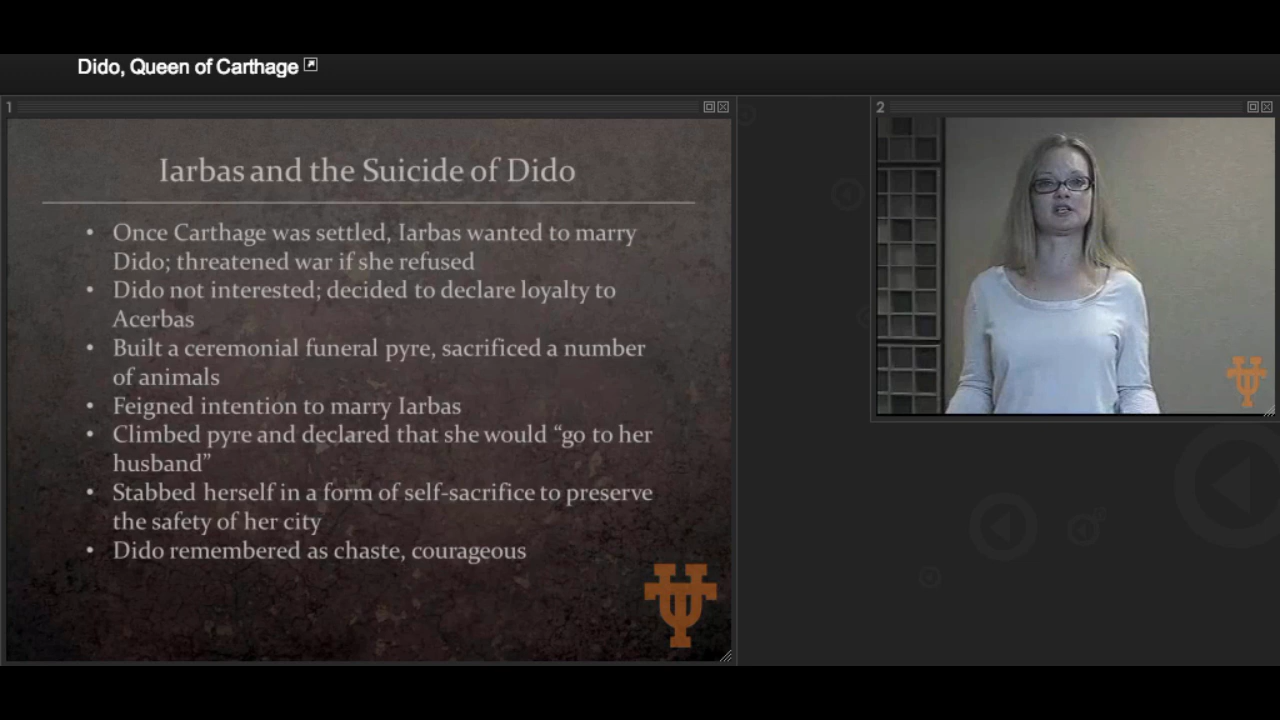 Dido, Queen of Carthage
1
2
Iarbas and the Suicide of Dido
• Once Carthage was settled, Iarbas wanted to marry
Dido; threatened war if she refused
• Dido not interested; decided to declare loyalty to
Acerbas
• Built a ceremonial funeral pyre, sacrificed a number
of animals
• Feigned intention to marry Iarbas
• Climbed pyre and declared that she would “go to her
husband”
• Stabbed herself in a form of self-sacrifice to preserve
the safety of her city
• Dido remembered as chaste, courageous
UT
UT